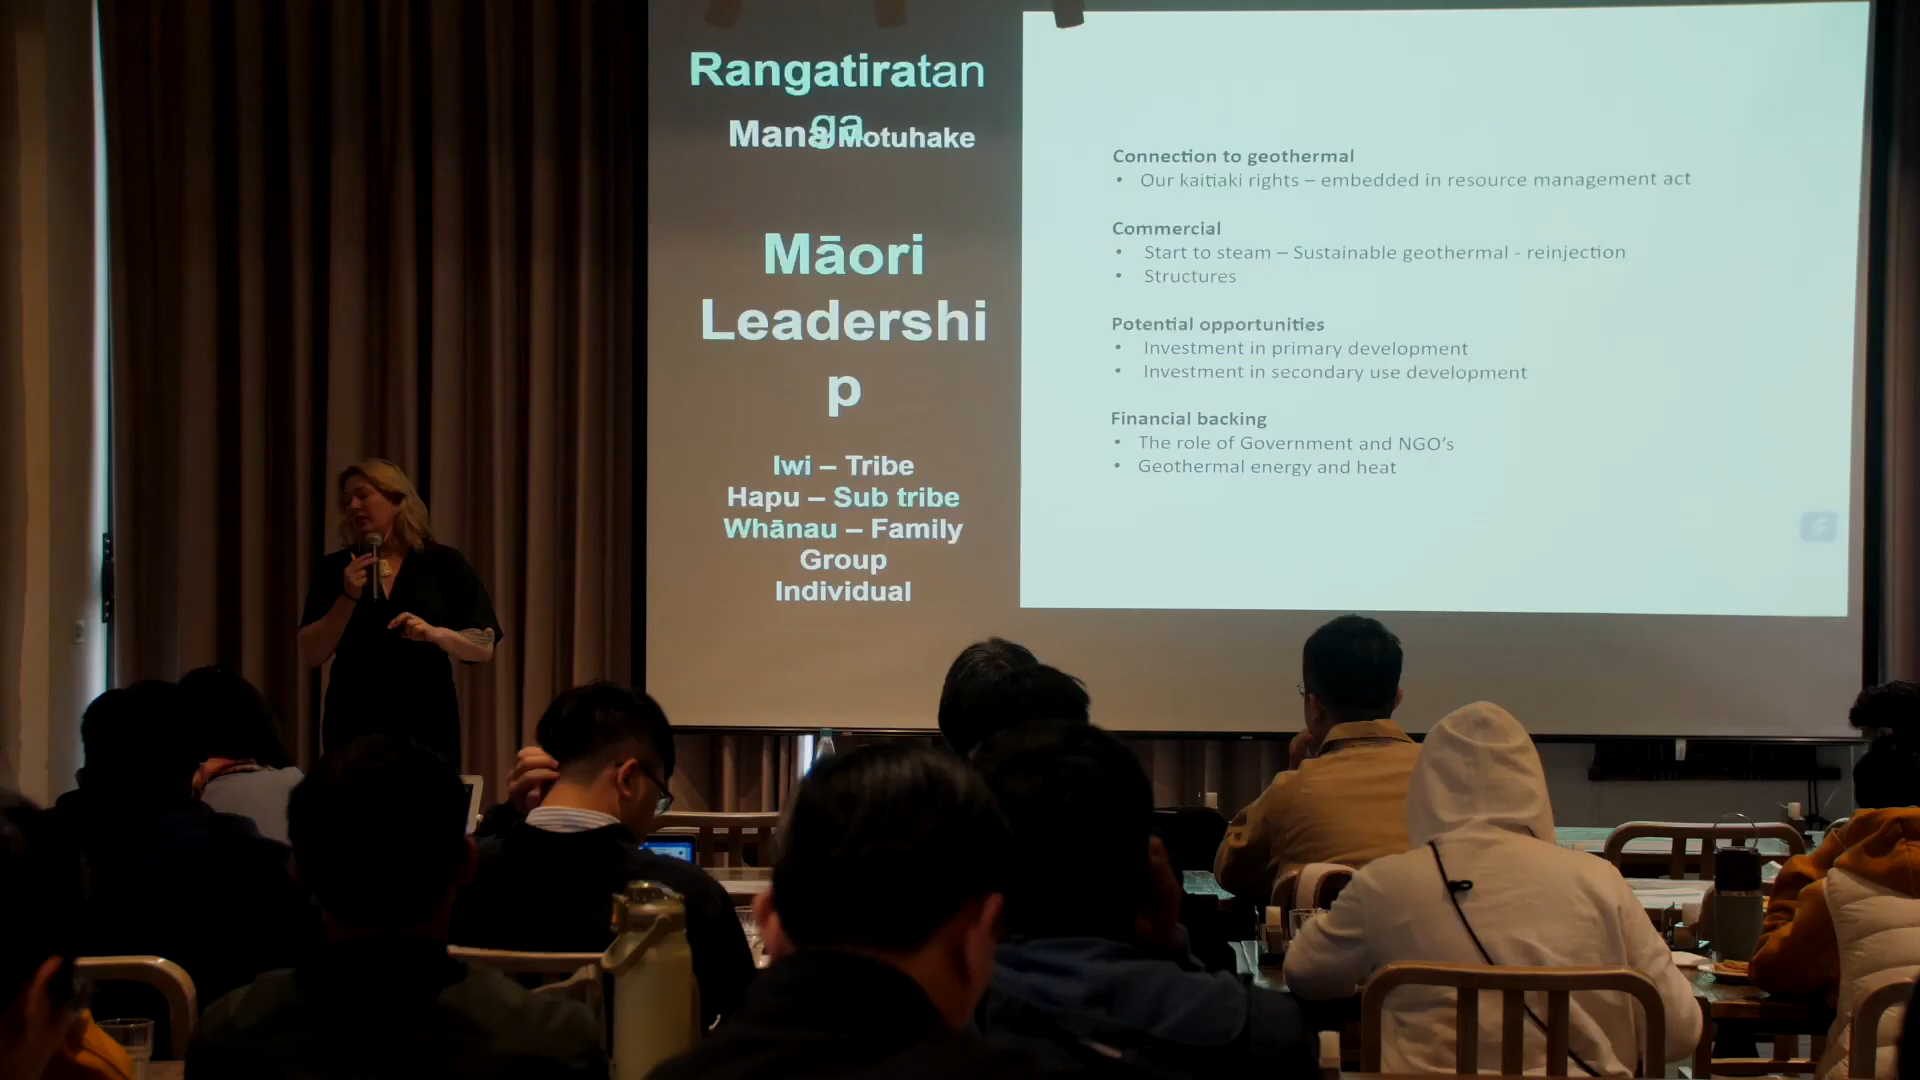 Rangatiratan
ga
Mana Motuhake
Māori
Leadershi
p
Iwi – Tribe
Hapu – Sub tribe
Whānau – Family
Group
Individual
Connection to geothermal
• Our kaitiaki rights – embedded in resource management act
Commercial
• Start to steam – Sustainable geothermal - reinjection
• Structures
Potential opportunities
• Investment in primary development
• Investment in secondary use development
Financial backing
• The role of Government and NGO’s
• Geothermal energy and heat